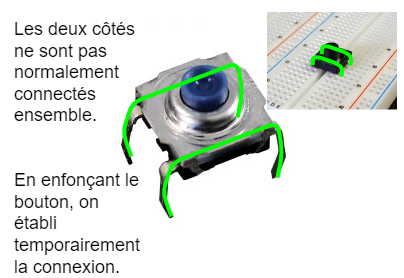 Les deux côtés
ne sont pas
normalement
connectés
ensemble.
En enfonçant le
bouton, on
établi
temporairement
la connexion.